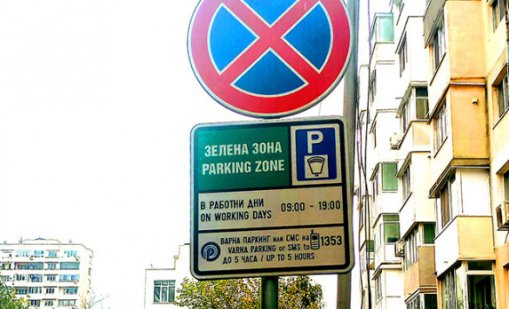 ЗЕЛЕНА ЗОНА
PARKING ZONE
P
В РАБОТНИ ДНИ
ON WORKING DAYS 09:00 - 19:00
P ВАРНА ПАРКИНГ или СМС на
VARNA PARKING or SMS to 1353
ДО 5 ЧАСА / UP TO 5 HOURS